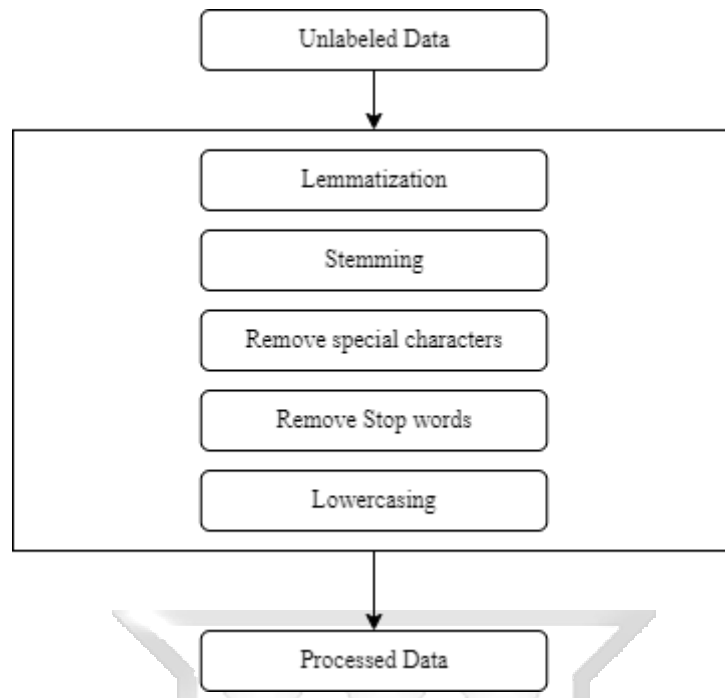 Unlabeled Data
Lemmatization
Stemming
Remove special characters
Remove Stop words
Lowercasing
Processed Data